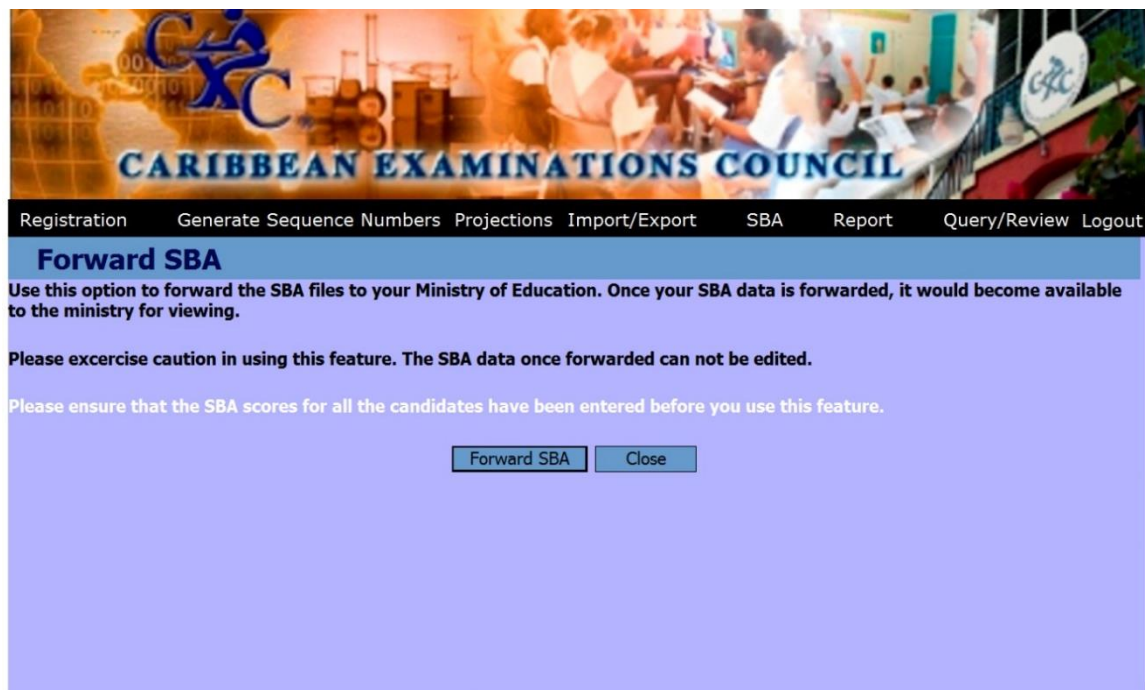 CXC
CXC
CARIBBEAN EXAMINATIONS COUNCIL
Registration Generate Sequence Numbers Projections Import/Export SBA Report Query/Review Logout
Forward SBA
Use this option to forward the SBA files to your Ministry of Education. Once your SBA data is forwarded, it would become available
to the ministry for viewing.
Please excercise caution in using this feature. The SBA data once forwarded can not be edited.
Please ensure that the SBA scores for all the candidates have been entered before you use this feature.
Forward SBA Close